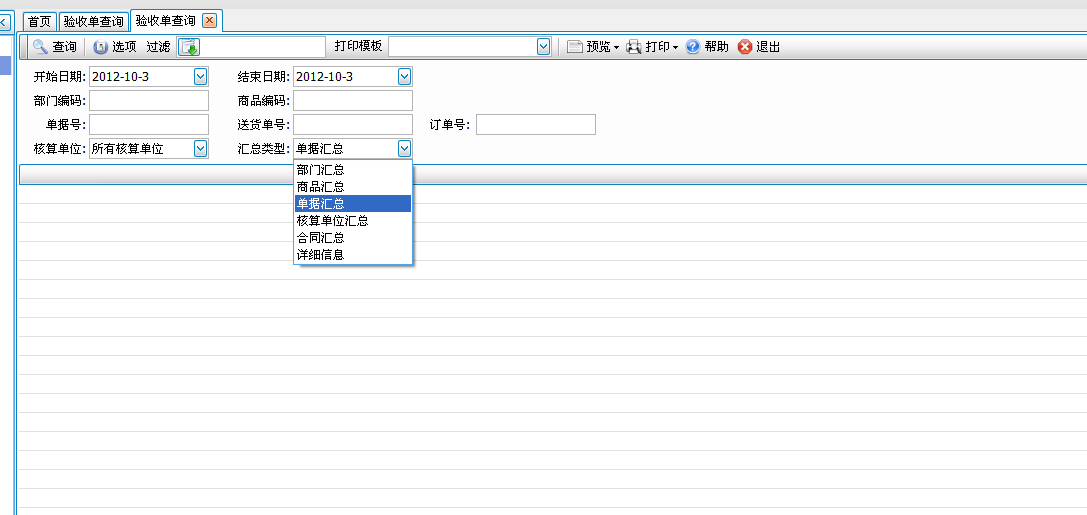 首页 验收单查询 验收单查询
查询 选项 过滤 打印模板 预览 打印 帮助 退出
开始日期: 2012-10-3 结束日期: 2012-10-3
部门编码: 商品编码:
单据号: 送货单号: 订单号:
核算单位: 所有核算单位 汇总类型: 单据汇总
部门汇总
商品汇总
单据汇总
核算单位汇总
合同汇总
详细信息